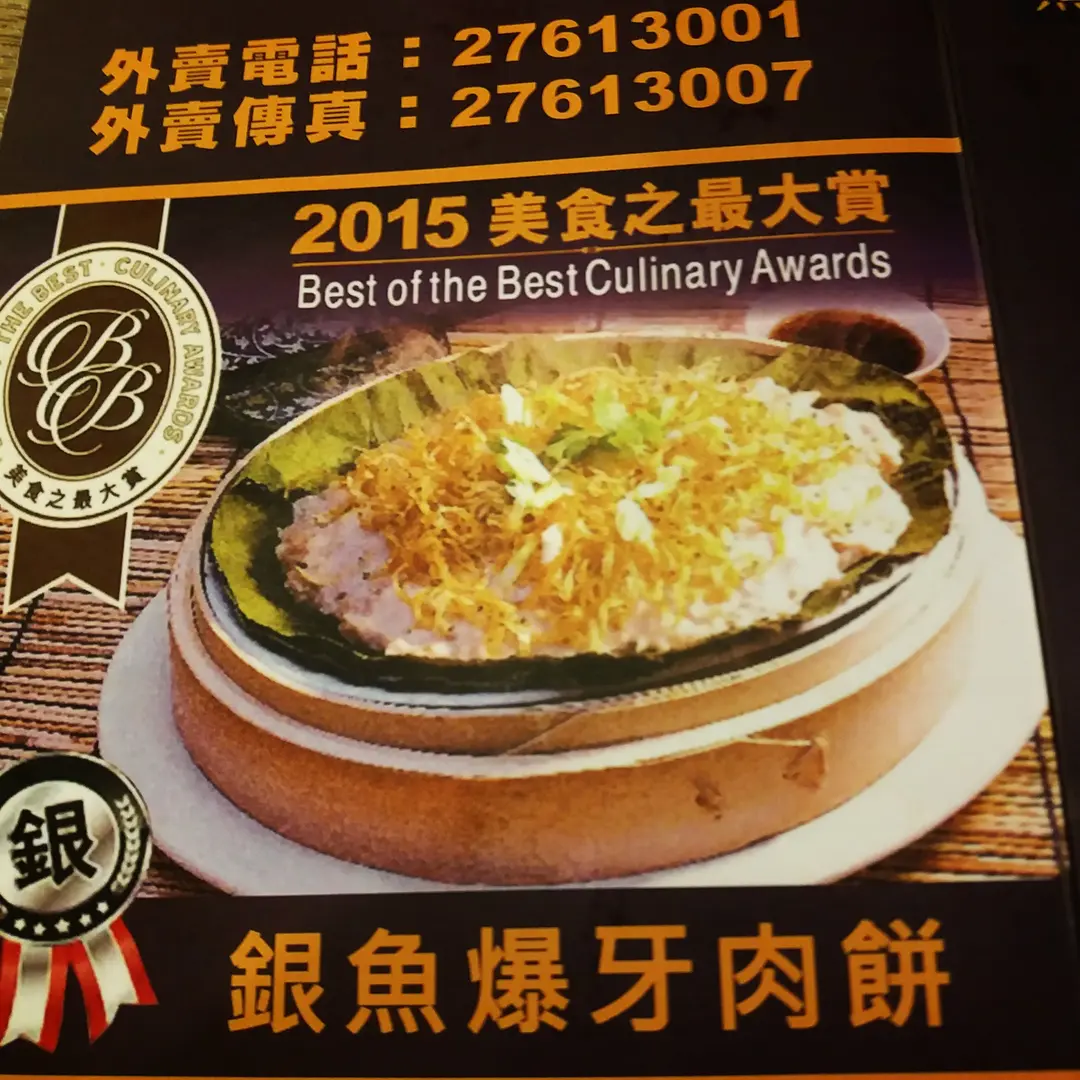 外賣電話：27613001
外賣傳真：27613007
2015 美食之最大賞
Best of the Best Culinary Awards
THE BEST · CULINARY AWARDS ·
BB
美食之最大賞
銀
銀魚爆牙肉餅